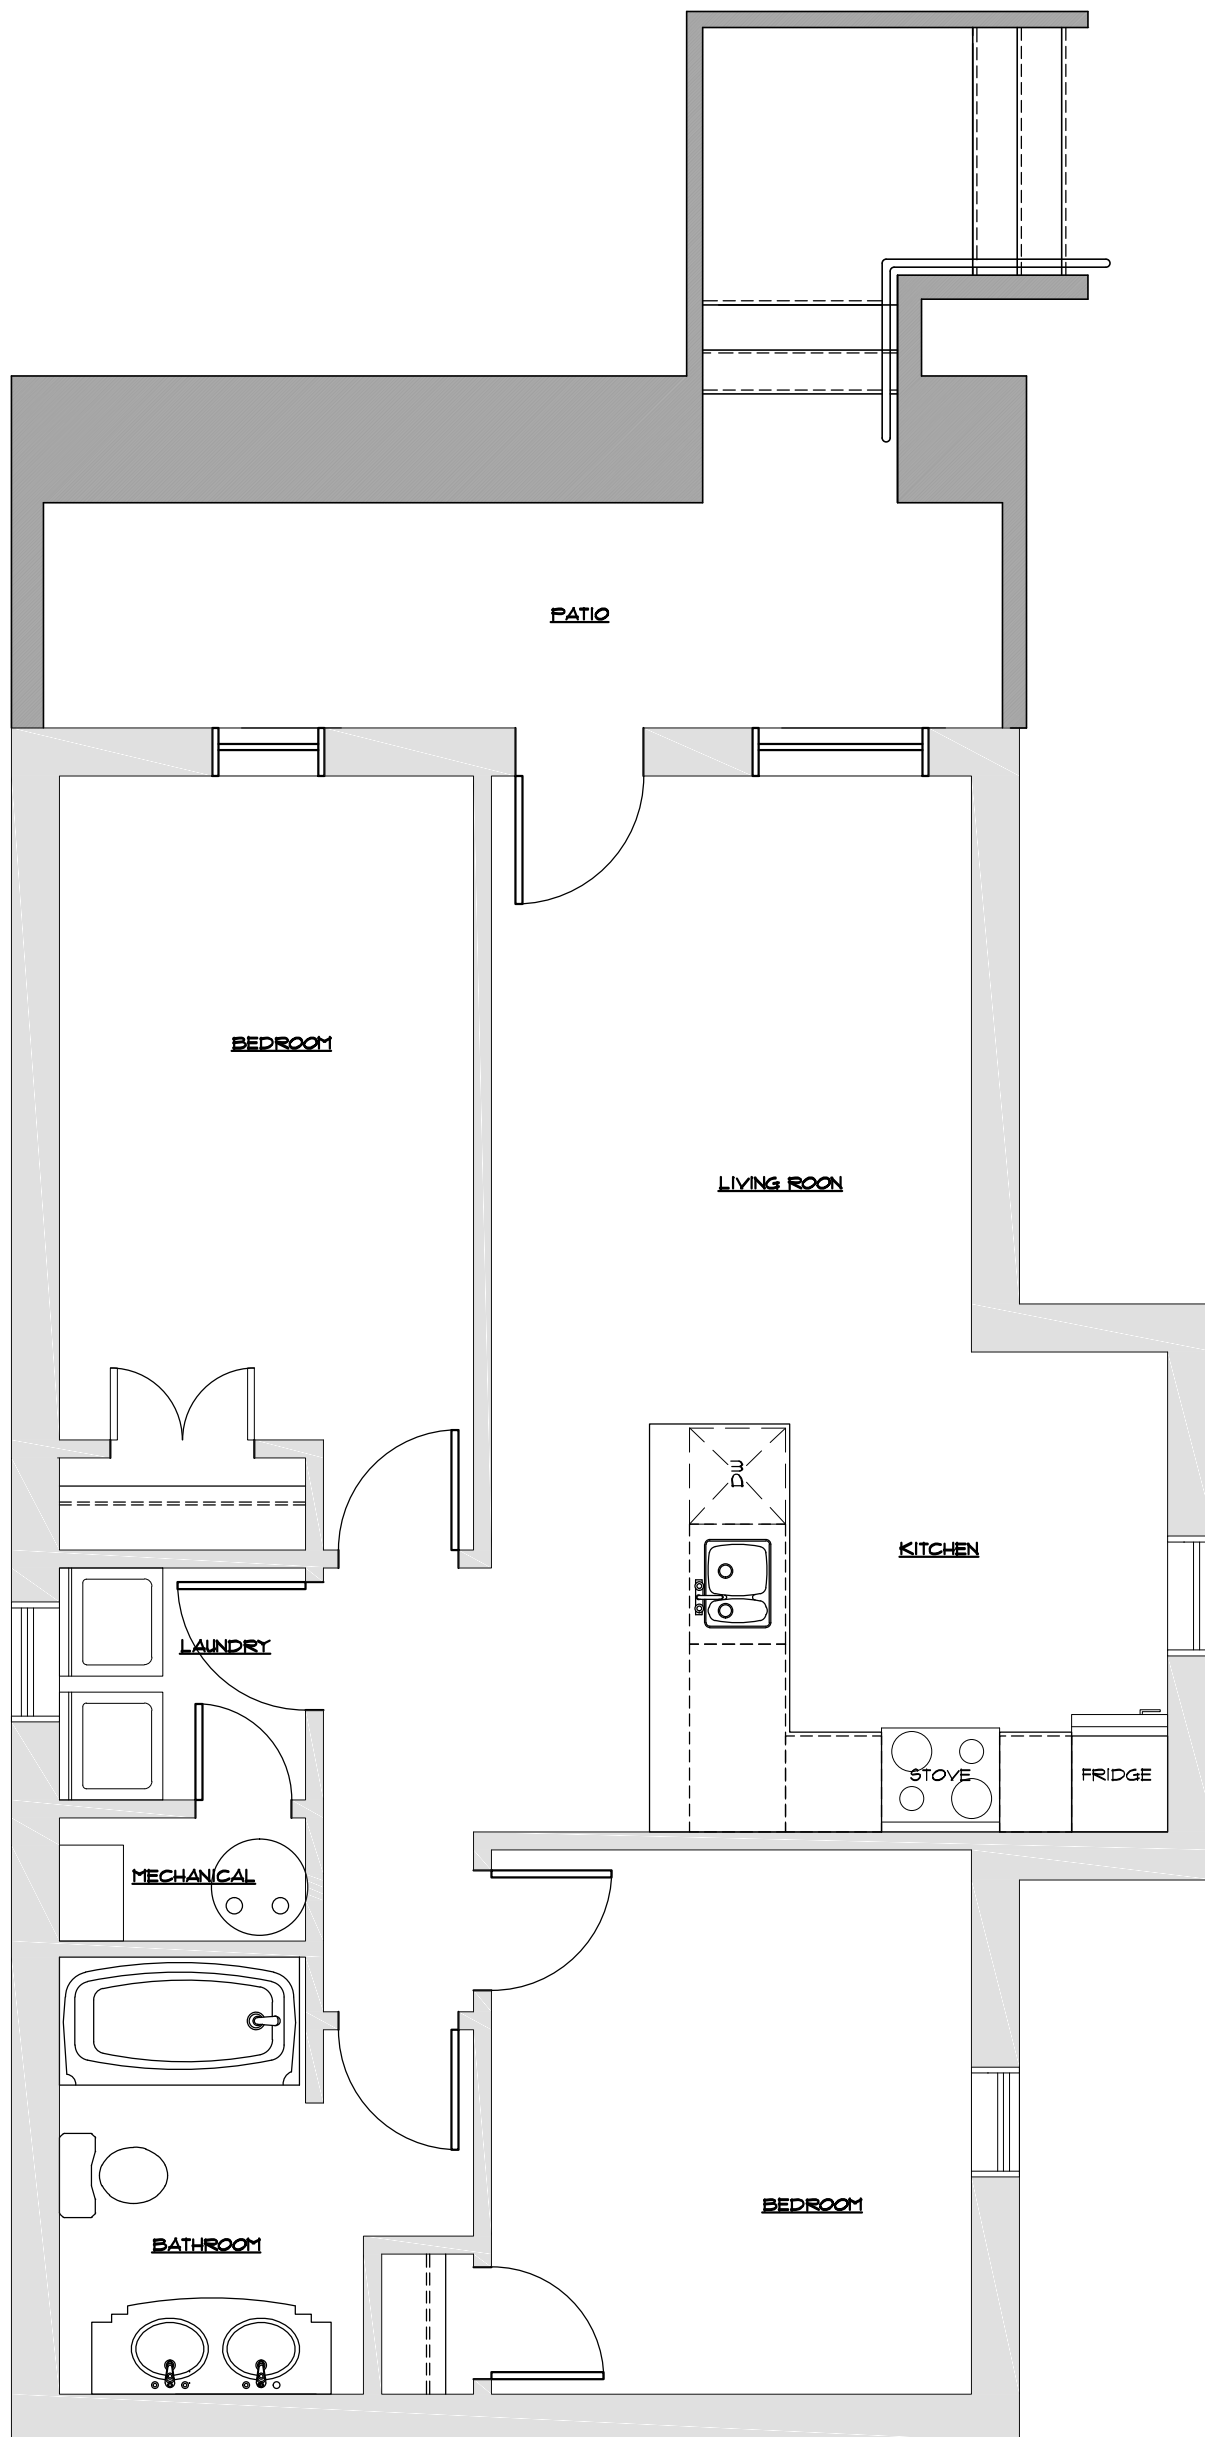 PATIO
BEDROOM
LIVING ROON
DW
KITCHEN
LAUNDRY
STOVE
FRIDGE
MECHANICAL
BEDROOM
BATHROOM